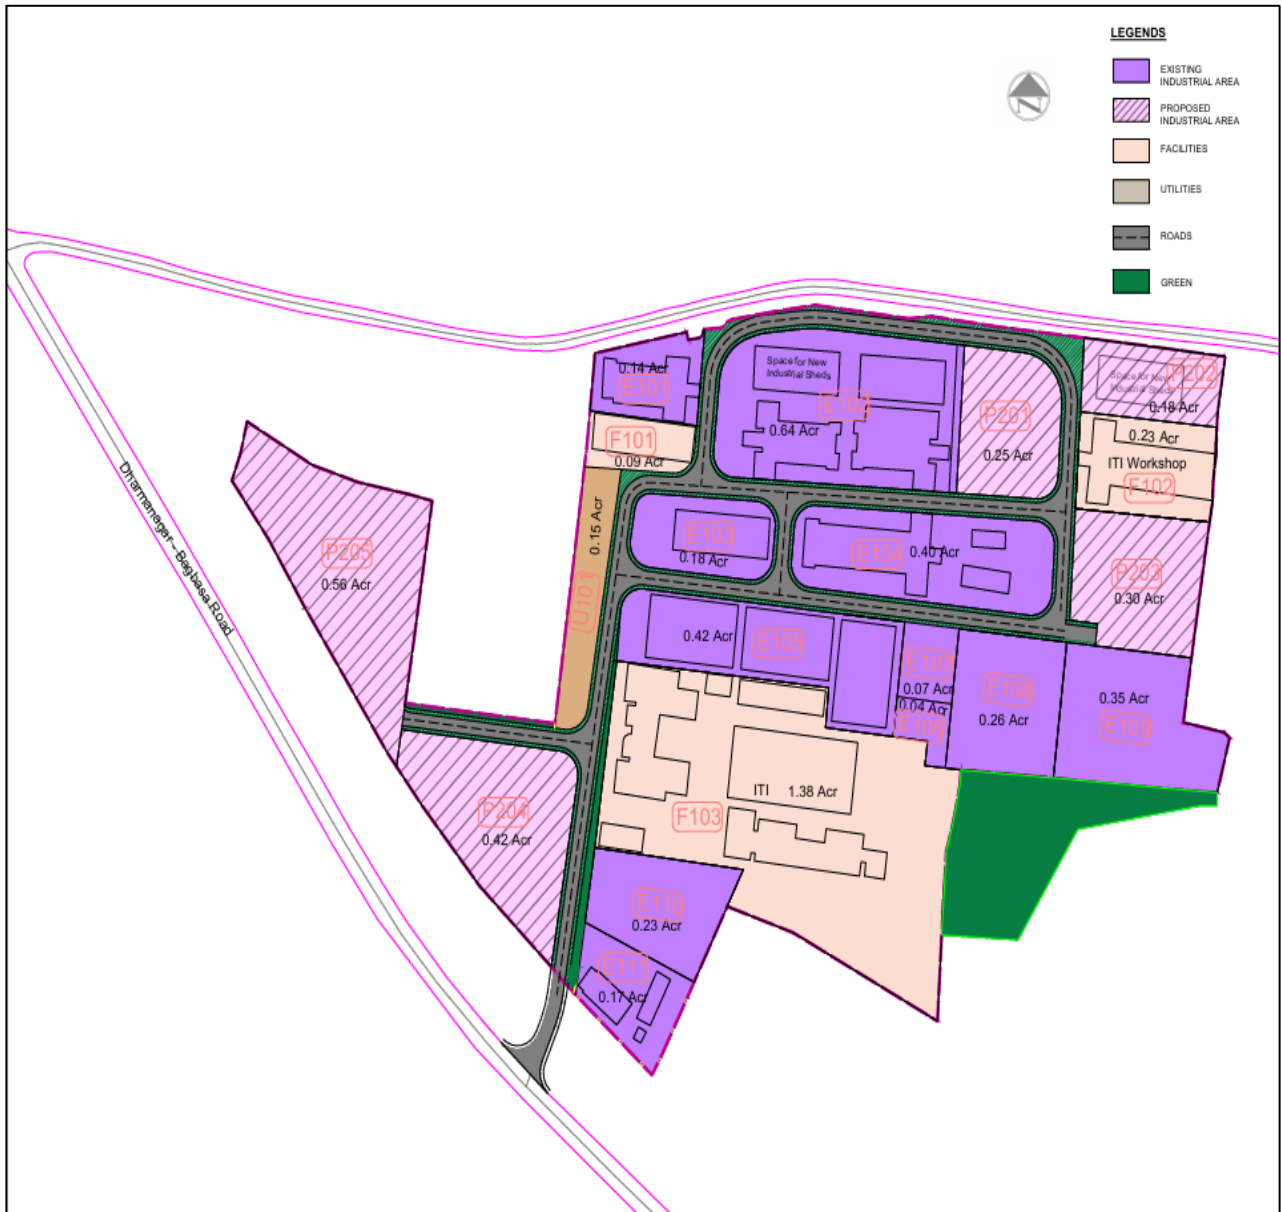 LEGENDS
EXISTING
INDUSTRIAL AREA
PROPOSED
INDUSTRIAL AREA
FACILITIES
UTILITIES
ROADS
GREEN
N
Dharmanagar - Bagbasa Road
0.14 Acr
E101
F101
0.09 Acr
Space for New
Industrial Sheds
E102
0.64 Acr
P201
0.25 Acr
Space for New
Industrial Sheds
P202
0.18 Acr
0.23 Acr
ITI Workshop
F102
0.15 Acr
U101
E103
0.18 Acr
E104
0.40 Acr
P203
0.30 Acr
P205
0.56 Acr
0.42 Acr
E105
E107
0.07 Acr
0.04 Acr
E106
E108
0.26 Acr
0.35 Acr
E109
P204
0.42 Acr
ITI 1.38 Acr
F103
E110
0.23 Acr
E111
0.17 Acr